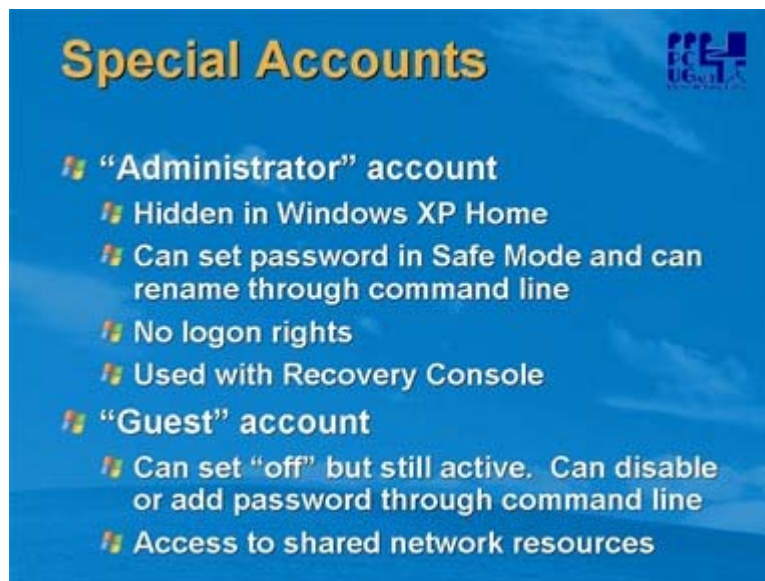 Special Accounts
PC
UG
"Administrator" account
Hidden in Windows XP Home
Can set password in Safe Mode and can
rename through command line
No logon rights
Used with Recovery Console
"Guest" account
Can set "off" but still active. Can disable
or add password through command line
Access to shared network resources